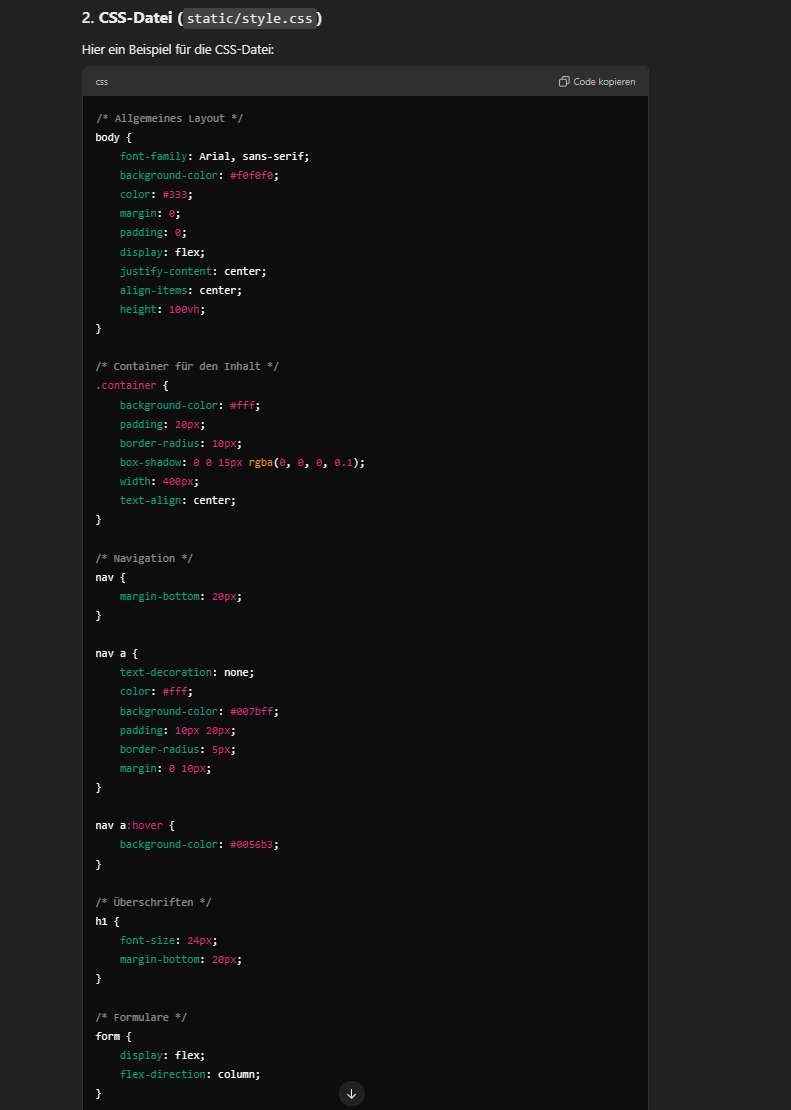 2. CSS-Datei (static/style.css)
Hier ein Beispiel für die CSS-Datei:
css
Code kopieren
/* Allgemeines Layout */
body {
    font-family: Arial, sans-serif;
    background-color: #f0f0f0;
    color: #333;
    margin: 0;
    padding: 0;
    display: flex;
    justify-content: center;
    align-items: center;
    height: 100vh;
}

/* Container für den Inhalt */
.container {
    background-color: #fff;
    padding: 20px;
    border-radius: 10px;
    box-shadow: 0 0 15px rgba(0, 0, 0, 0.1);
    width: 400px;
    text-align: center;
}

/* Navigation */
nav {
    margin-bottom: 20px;
}

nav a {
    text-decoration: none;
    color: #fff;
    background-color: #007bff;
    padding: 10px 20px;
    border-radius: 5px;
    margin: 0 10px;
}

nav a:hover {
    background-color: #0056b3;
}

/* Überschriften */
h1 {
    font-size: 24px;
    margin-bottom: 20px;
}

/* Formulare */
form {
    display: flex;
    flex-direction: column;
}